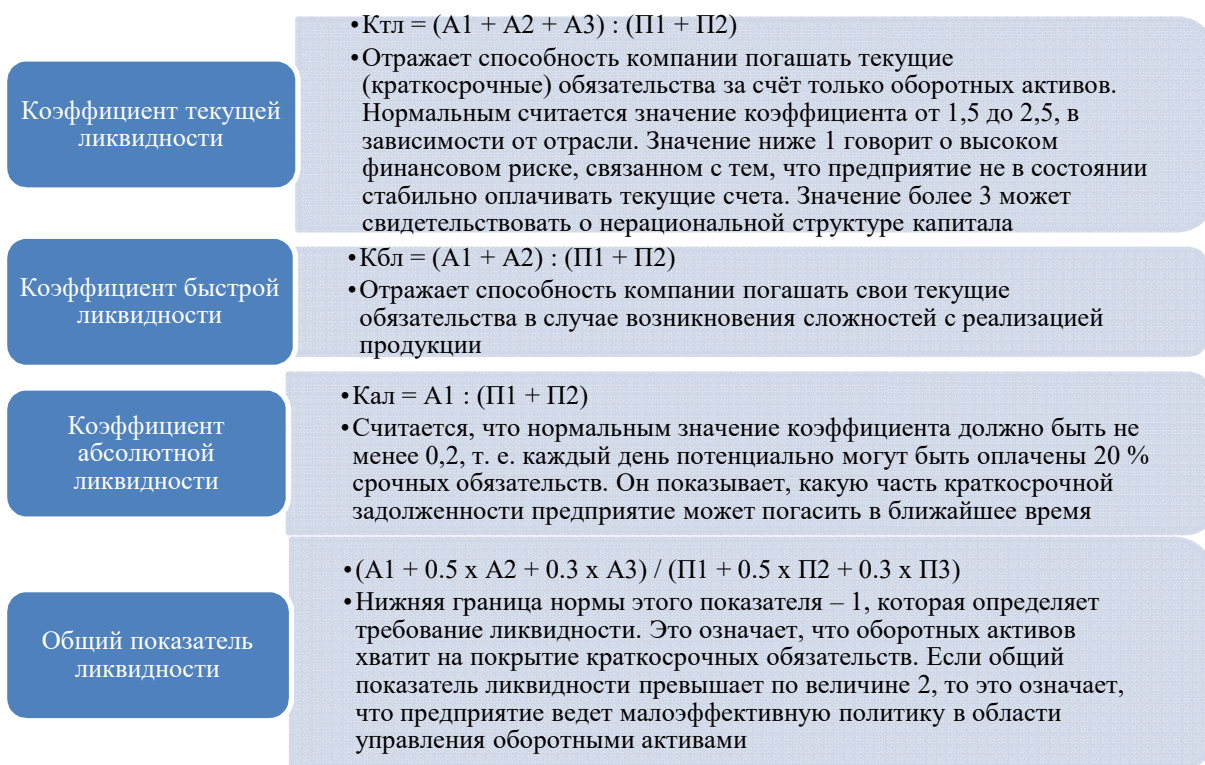 Коэффициент текущей
ликвидности
•Ктл = (А1 + А2 + А3) : (П1 + П2)
•Отражает способность компании погашать текущие
(краткосрочные) обязательства за счёт только оборотных активов.
Нормальным считается значение коэффициента от 1,5 до 2,5, в
зависимости от отрасли. Значение ниже 1 говорит о высоком
финансовом риске, связанном с тем, что предприятие не в состоянии
стабильно оплачивать текущие счета. Значение более 3 может
свидетельствовать о нерациональной структуре капитала
Коэффициент быстрой
ликвидности
•Кбл = (А1 + А2) : (П1 + П2)
•Отражает способность компании погашать свои текущие
обязательства в случае возникновения сложностей с реализацией
продукции
Коэффициент
абсолютной
ликвидности
•Кал = А1 : (П1 + П2)
•Считается, что нормальным значение коэффициента должно быть не
менее 0,2, т. е. каждый день потенциально могут быть оплачены 20 %
срочных обязательств. Он показывает, какую часть краткосрочной
задолженности предприятие может погасить в ближайшее время
Общий показатель
ликвидности
•(А1 + 0.5 х А2 + 0.3 х А3) / (П1 + 0.5 х П2 + 0.3 х П3)
•Нижняя граница нормы этого показателя – 1, которая определяет
требование ликвидности. Это означает, что оборотных активов
хватит на покрытие краткосрочных обязательств. Если общий
показатель ликвидности превышает по величине 2, то это означает,
что предприятие ведет малоэффективную политику в области
управления оборотными активами